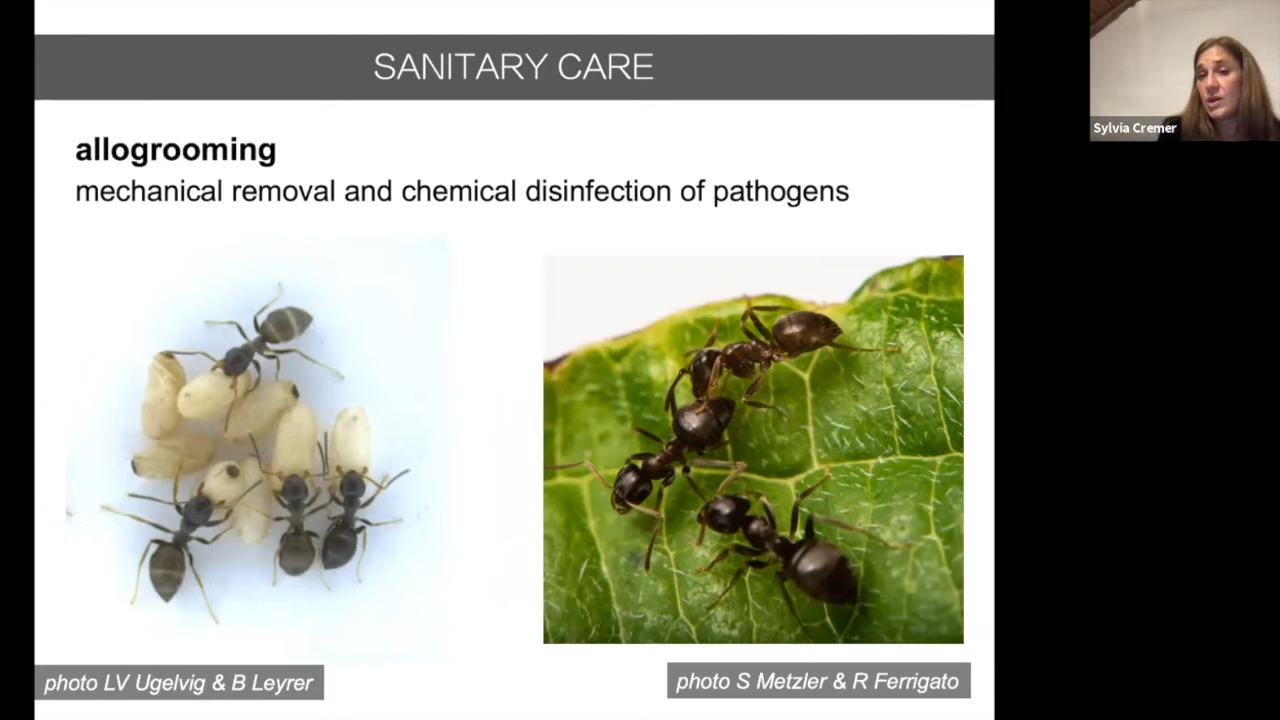 SANITARY CARE
Sylvia Cremer
allogrooming
mechanical removal and chemical disinfection of pathogens
photo LV Ugelvig & B Leyrer
photo S Metzler & R Ferrigato